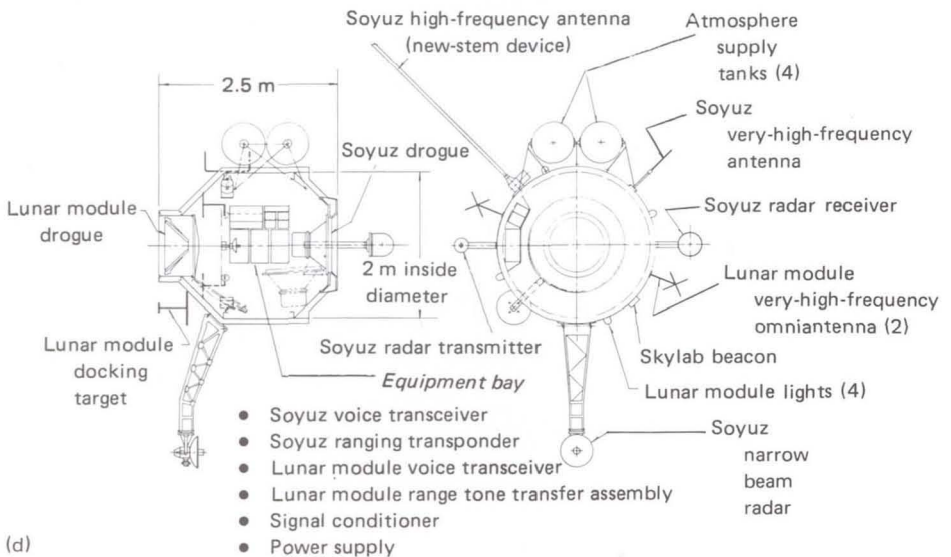 Soyuz high-frequency antenna
(new-stem device)
Atmosphere
supply
tanks (4)
2.5 m
Soyuz drogue
Soyuz
very-high-frequency
antenna
Lunar module
drogue
Soyuz radar receiver
2 m inside
diameter
Lunar module
very-high-frequency
omniantenna (2)
Lunar module
docking
target
Soyuz radar transmitter
Skylab beacon
Equipment bay
Lunar module lights (4)
• Soyuz voice transceiver
• Soyuz ranging transponder
• Lunar module voice transceiver
• Lunar module range tone transfer assembly
• Signal conditioner
• Power supply
Soyuz
narrow
beam
radar
(d)